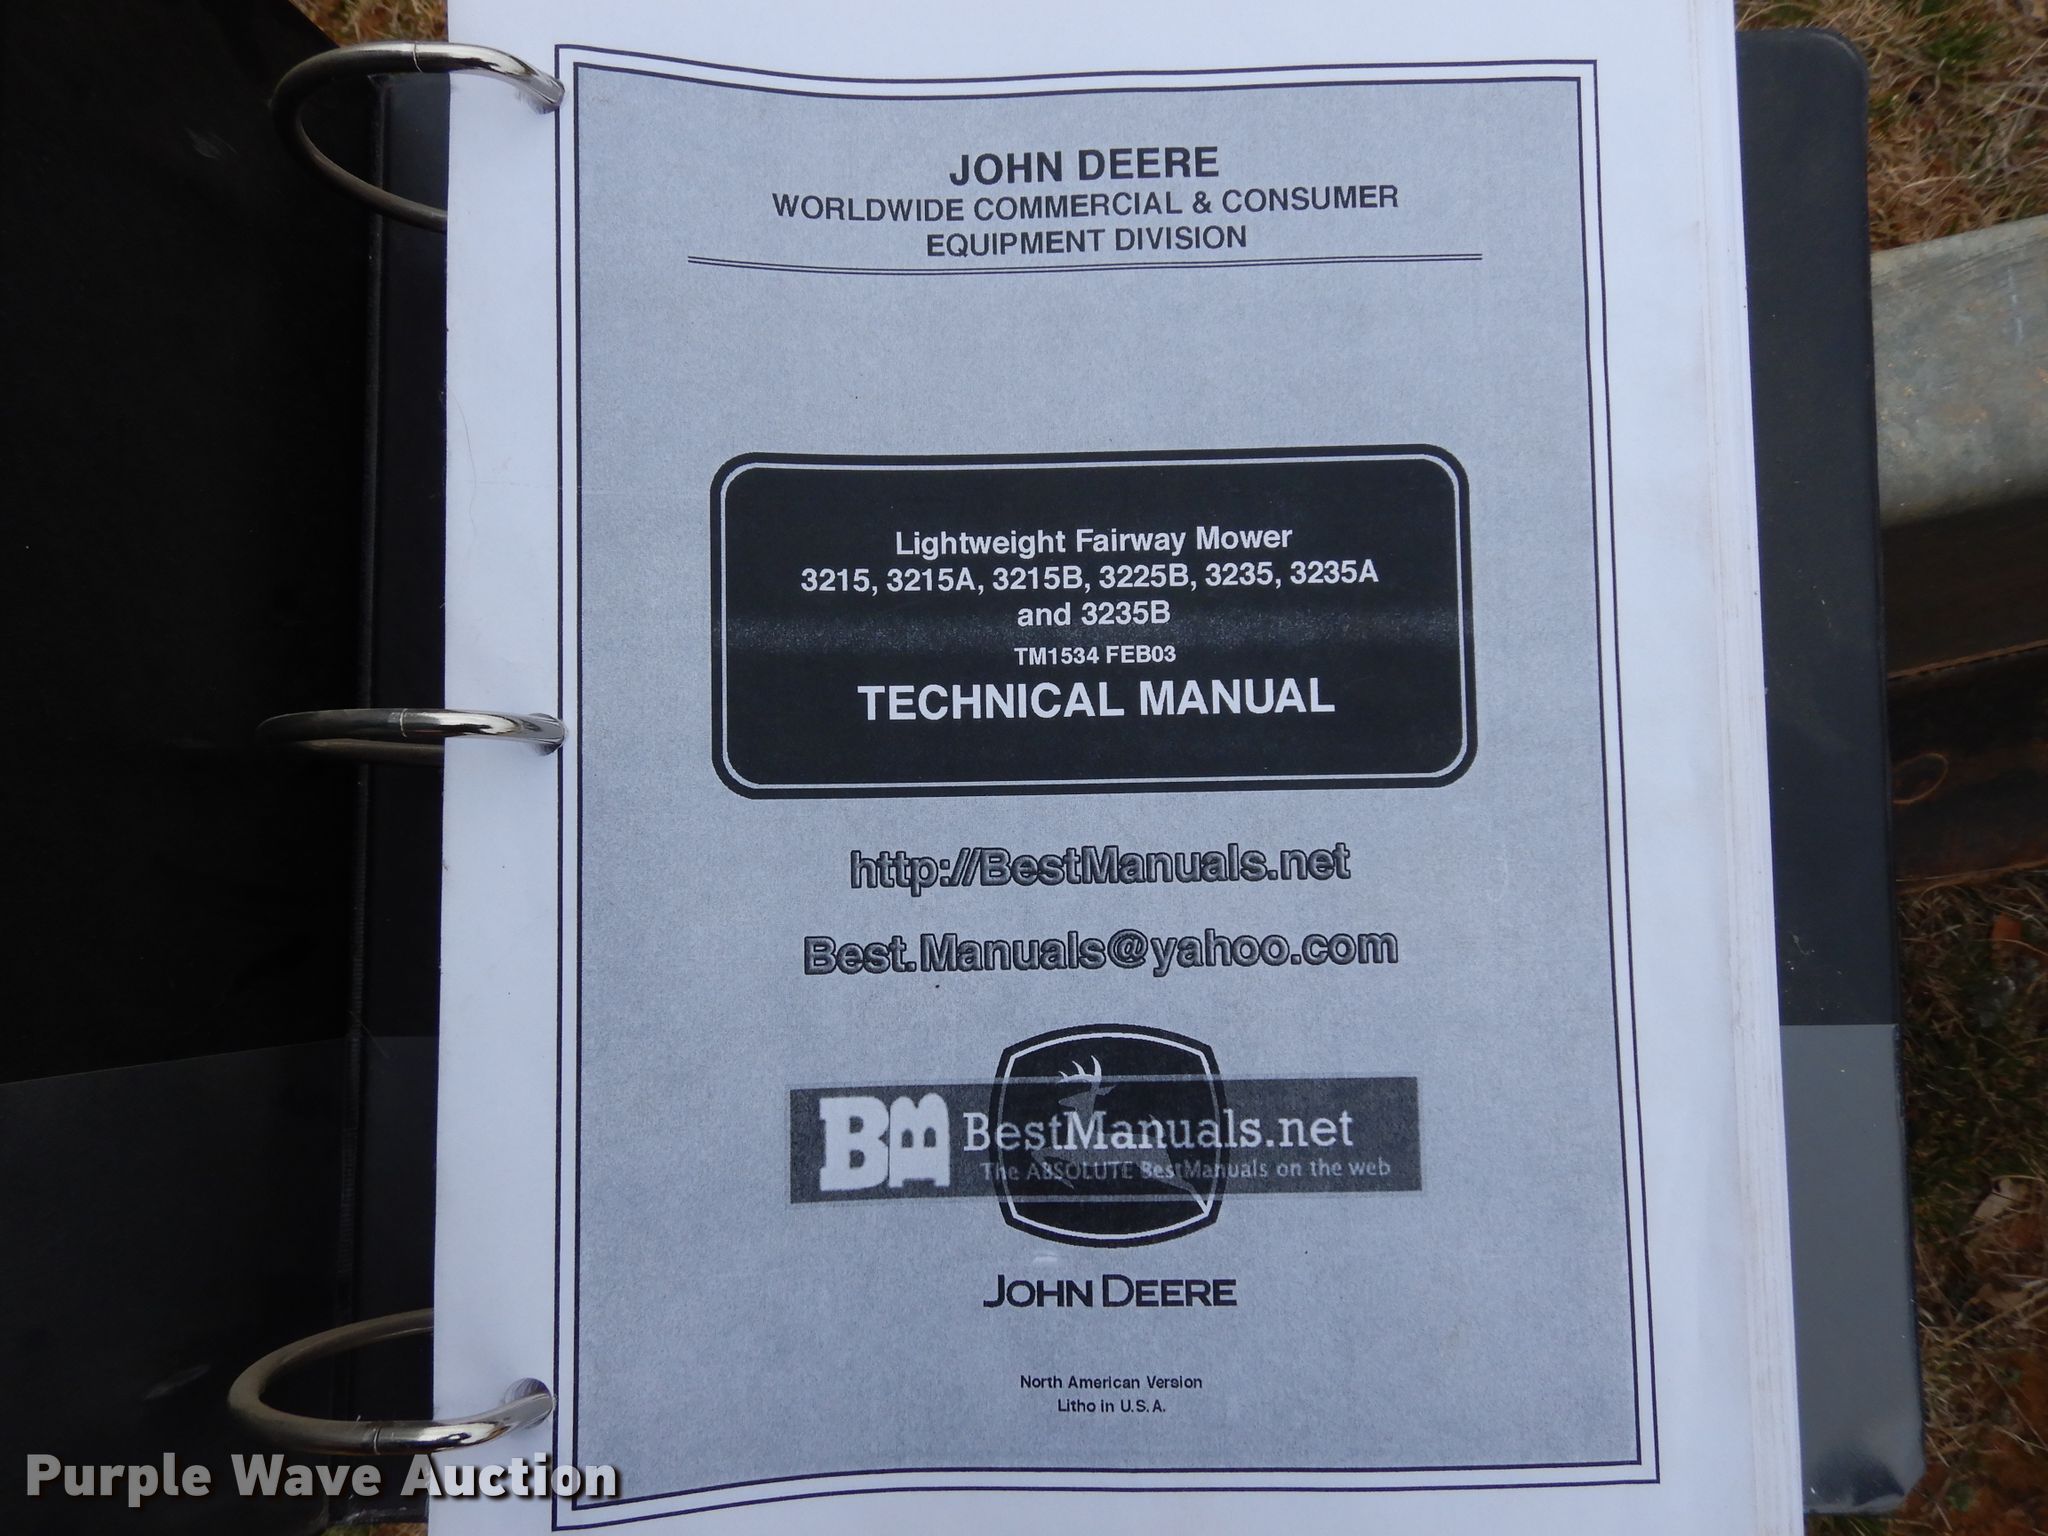 JOHN DEERE
WORLDWIDE COMMERCIAL & CONSUMER
EQUIPMENT DIVISION
Lightweight Fairway Mower
3215, 3215A, 3215B, 3225B, 3235, 3235A
and 3235B
TM1534 FEB03
TECHNICAL MANUAL
http://BestManuals.net
Best.Manuals@yahoo.com
BM BestManuals.net
The ABSOLUTE BestManuals on the web
JOHN DEERE
North American Version
Litho in U.S.A.
Purple Wave Auction